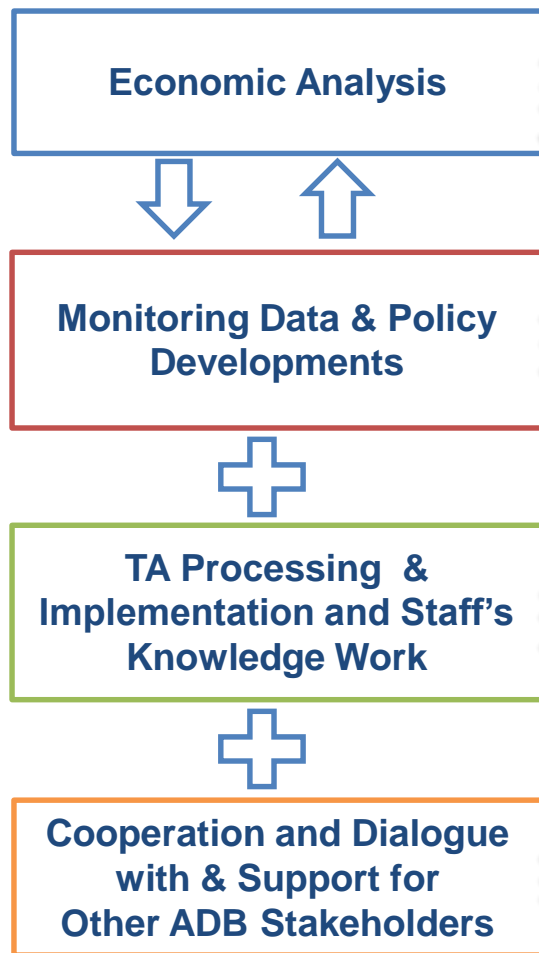 Economic Analysis
Monitoring Data & Policy
Developments
TA Processing &
Implementation and Staff's
Knowledge Work
Cooperation and Dialogue
with & Support for
Other ADB Stakeholders